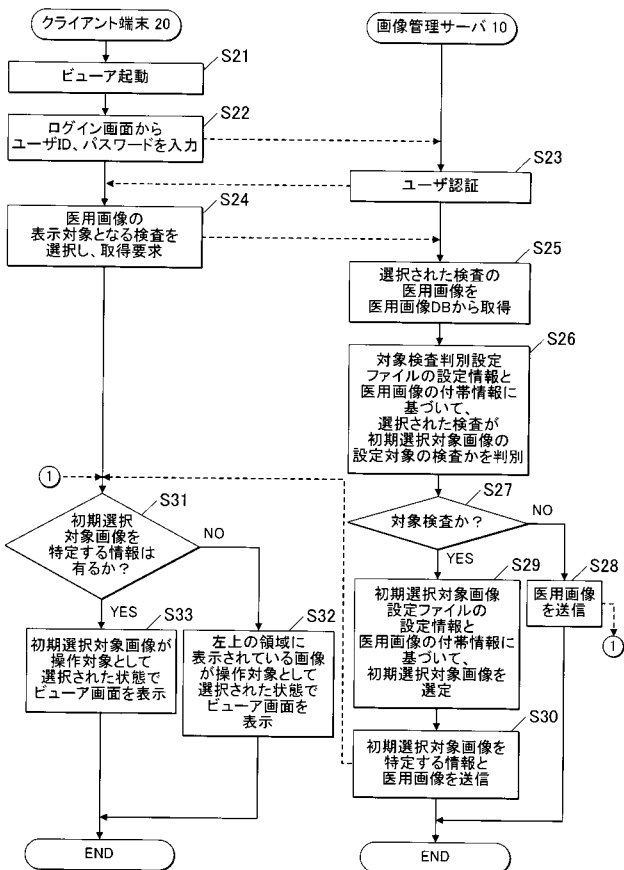 クライアント端末 20
S21
ビューア起動
S22
ログイン画面から
ユーザID、パスワードを入力
S24
医用画像の
表示対象となる検査を
選択し、取得要求
1
S31
初期選択
対象画像を
特定する情報は
有るか?
NO
YES
S33
初期選択対象画像が
操作対象として
選択された状態で
ビューア画面を表示
S32
左上の領域に
表示されている画像
が操作対象として
選択された状態で
ビューア画面を
表示
END
画像管理サーバ 10
S23
ユーザ認証
S25
選択された検査の
医用画像を
医用画像DBから取得
S26
対象検査判別設定
ファイルの設定情報と
医用画像の付帯情報に
基づいて、
選択された検査が
初期選択対象画像の
設定対象の検査かを判別
S27
対象検査か?
NO
YES
S28
医用画像
を送信
1
S29
初期選択対象画像
設定ファイルの
設定情報と
医用画像の付帯情報に
基づいて、
初期選択対象画像を
選定
S30
初期選択対象画像を
特定する情報と
医用画像を送信
END